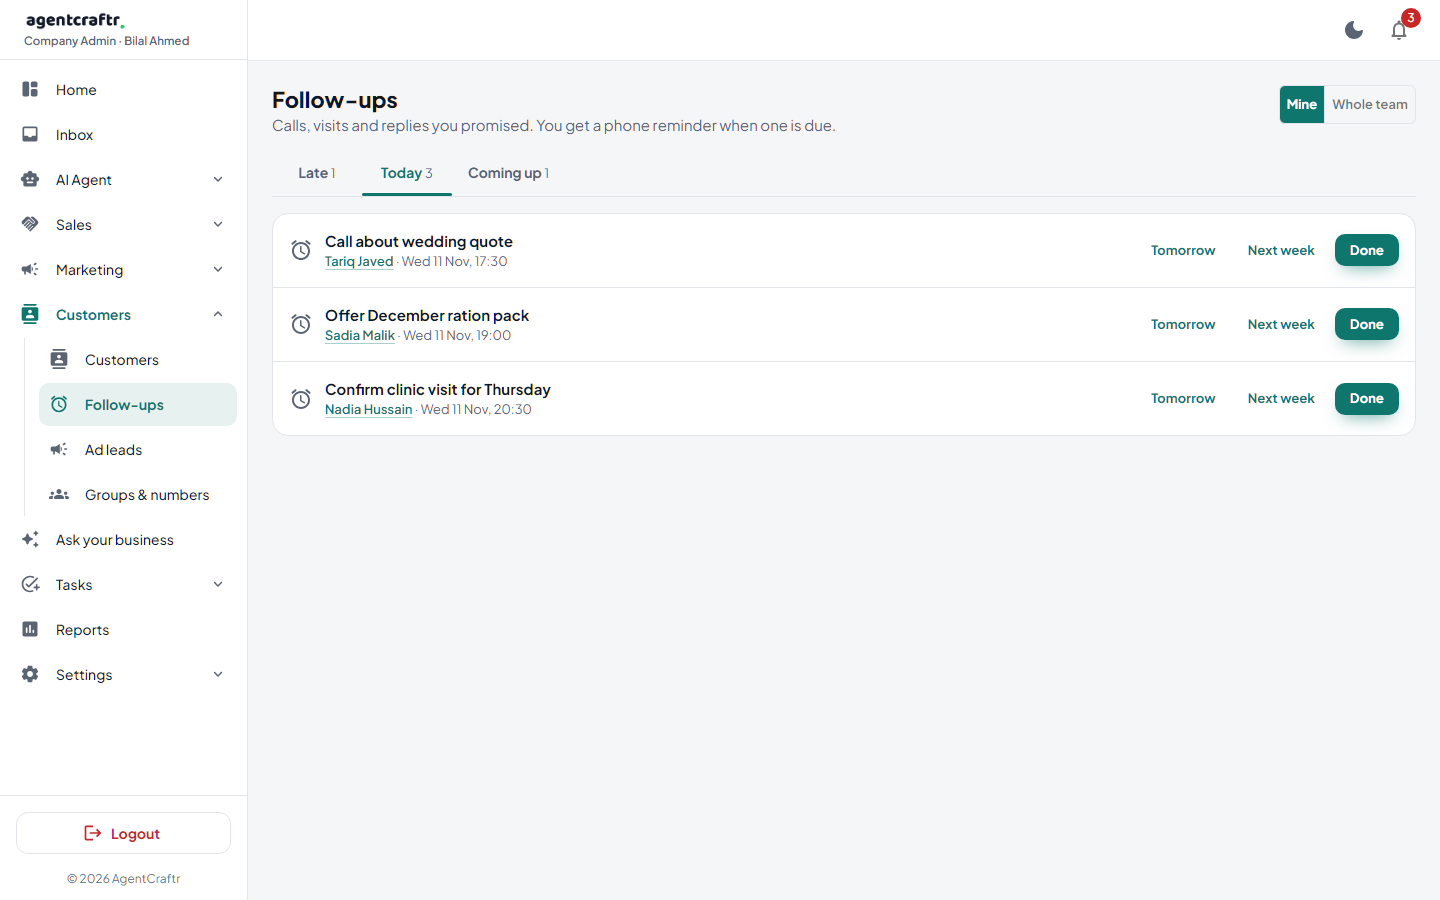 agentcraftr.
Company Admin · Bilal Ahmed
3
Home
Inbox
AI Agent
Sales
Marketing
Customers
Customers
Follow-ups
Ad leads
Groups & numbers
Ask your business
Tasks
Reports
Settings
Logout
© 2026 AgentCraftr
Follow-ups
Calls, visits and replies you promised. You get a phone reminder when one is due.
Mine Whole team
Late 1 Today 3 Coming up 1
Call about wedding quote
Tariq Javed · Wed 11 Nov, 17:30
Tomorrow Next week Done
Offer December ration pack
Sadia Malik · Wed 11 Nov, 19:00
Tomorrow Next week Done
Confirm clinic visit for Thursday
Nadia Hussain · Wed 11 Nov, 20:30
Tomorrow Next week Done